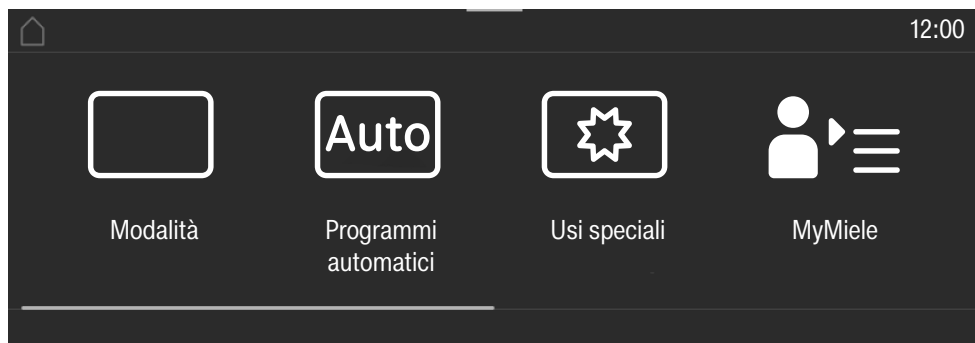 12:00
Auto
Modalità
Programmi
automatici
Usi speciali
MyMiele